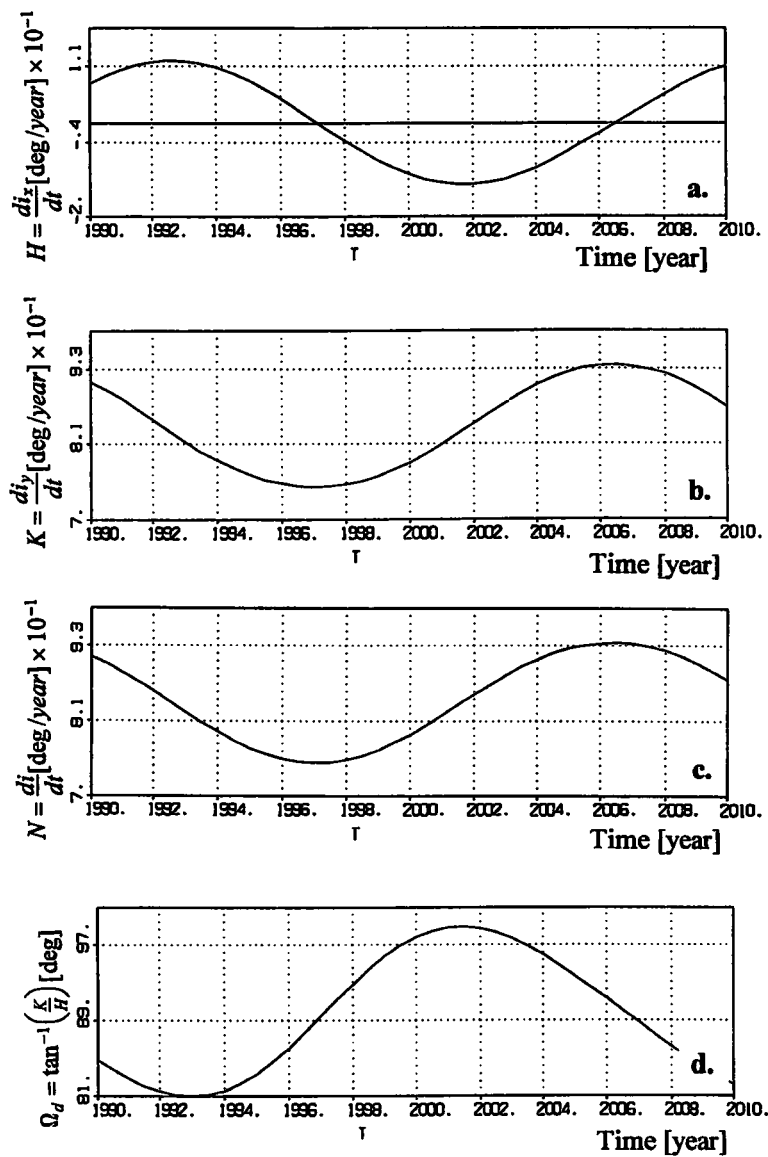 H = di_x/dt [deg/year] × 10⁻¹
1.1
-.4
-2.
1990. 1992. 1994. 1996. 1998. 2000. 2002. 2004. 2006. 2008. 2010.
T
Time [year]
a.
K = di_y/dt [deg/year] × 10⁻¹
9.3
8.1
7.
1990. 1992. 1994. 1996. 1998. 2000. 2002. 2004. 2006. 2008. 2010.
T
Time [year]
b.
N = di/dt [deg/year] × 10⁻¹
9.3
8.1
7.
1990. 1992. 1994. 1996. 1998. 2000. 2002. 2004. 2006. 2008. 2010.
T
Time [year]
c.
Ω_d = tan⁻¹(K/H) [deg]
97.
89.
81.
1990. 1992. 1994. 1996. 1998. 2000. 2002. 2004. 2006. 2008. 2010.
T
Time [year]
d.